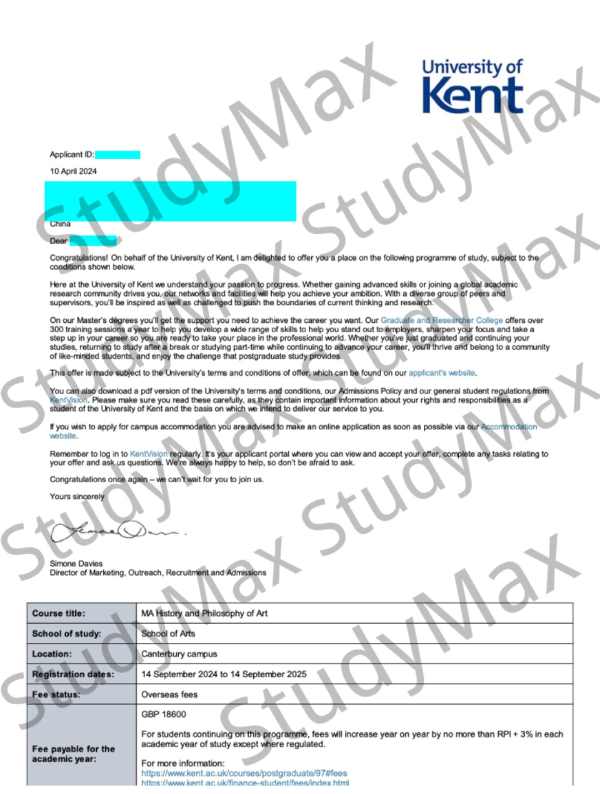 University of
Kent
Applicant ID:
10 April 2024
China
Dear
Congratulations! On behalf of the University of Kent, I am delighted to offer you a place on the following programme of study, subject to the
conditions shown below.
Here at the University of Kent we understand your passion to progress. Whether gaining advanced skills or joining a global academic
research community drives you, our networks and facilities will help you achieve your ambition. With a diverse group of peers and
supervisors, you'll be inspired as well as challenged to push the boundaries of current thinking and research.
On our Master's degrees you'll get the support you need to achieve the career you want. Our Graduate and Researcher College offers over
300 training sessions a year to help you develop a wide range of skills to help you stand out to employers, sharpen your focus and take a
step up in your career so you are ready to take your place in the professional world. Whether you've just graduated and continuing your
studies, returning to study after a break or studying part-time while continuing to advance your career, you'll thrive and belong to a community
of like-minded students, and enjoy the challenge that postgraduate study provides.
This offer is made subject to the University's terms and conditions of offer, which can be found on our applicant's website.
You can also download a pdf version of the University's terms and conditions, our Admissions Policy and our general student regulations from
KentVision. Please make sure you read these carefully, as they contain important information about your rights and responsibilities as a
student of the University of Kent and the basis on which we intend to deliver our service to you.
If you wish to apply for campus accommodation you are advised to make an online application as soon as possible via our Accommodation
website.
Remember to log in to KentVision regularly. It's your applicant portal where you can view and accept your offer, complete any tasks relating to
your offer and ask us questions. We're always happy to help, so don't be afraid to ask.
Congratulations once again – we can't wait for you to join us.
Yours sincerely
Simone Davies
Director of Marketing, Outreach, Recruitment and Admissions
Course title: MA History and Philosophy of Art
School of study: School of Arts
Location: Canterbury campus
Registration dates: 14 September 2024 to 14 September 2025
Fee status: Overseas fees
Fee payable for the academic year: GBP 18600
For students continuing on this programme, fees will increase year on year by no more than RPI + 3% in each
academic year of study except where regulated.
For more information:
https://www.kent.ac.uk/courses/postgraduate/97#fees
https://www.kent.ac.uk/finance-student/fees/index.html
StudyMax
StudyMax
StudyMax
StudyMax
StudyMax
StudyMax
StudyMax
StudyMax